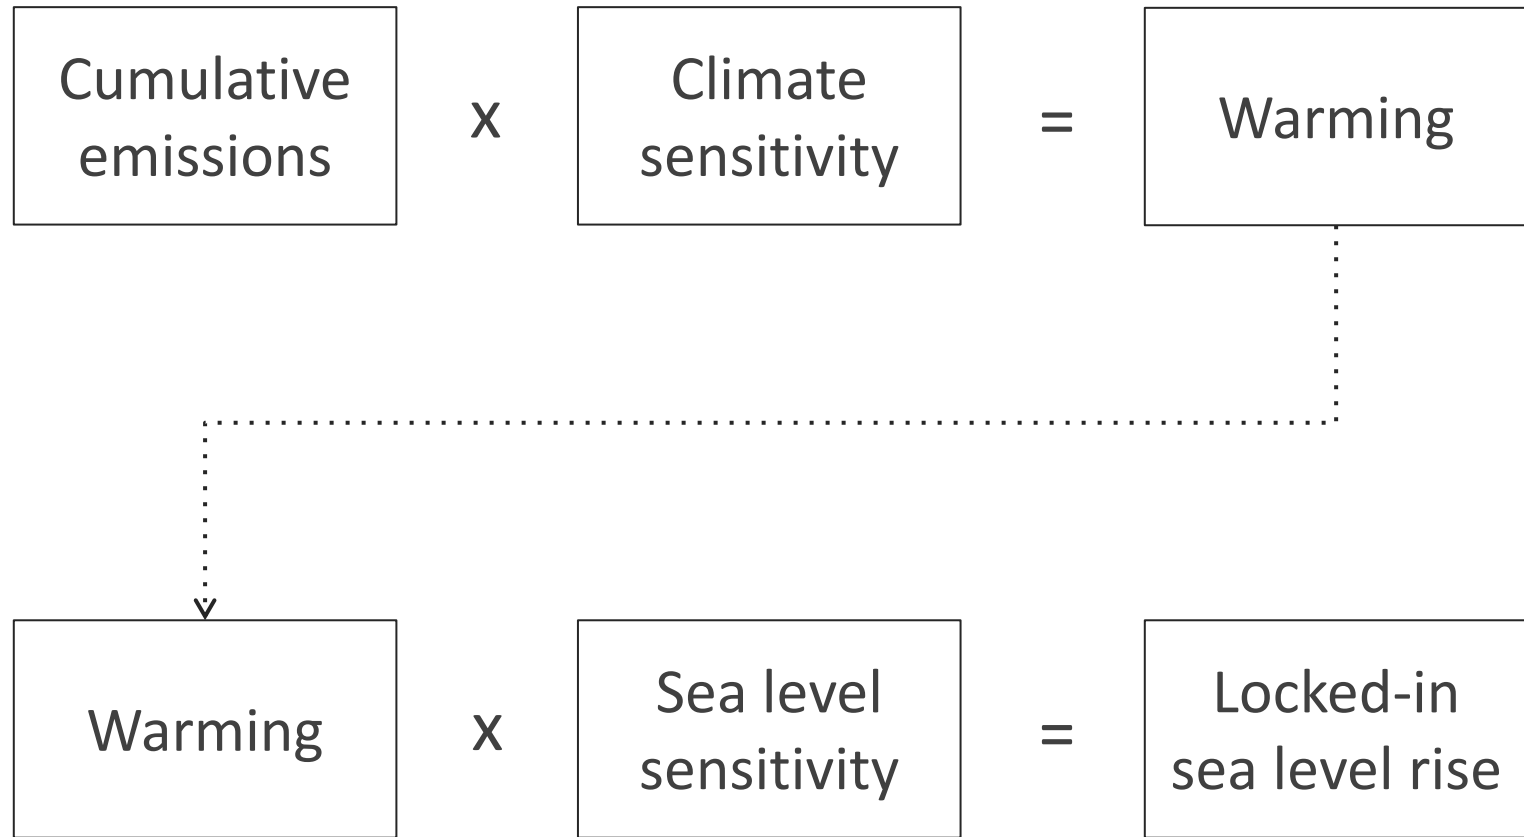 Cumulative
emissions
x
Climate
sensitivity
=
Warming
Warming
x
Sea level
sensitivity
=
Locked-in
sea level rise